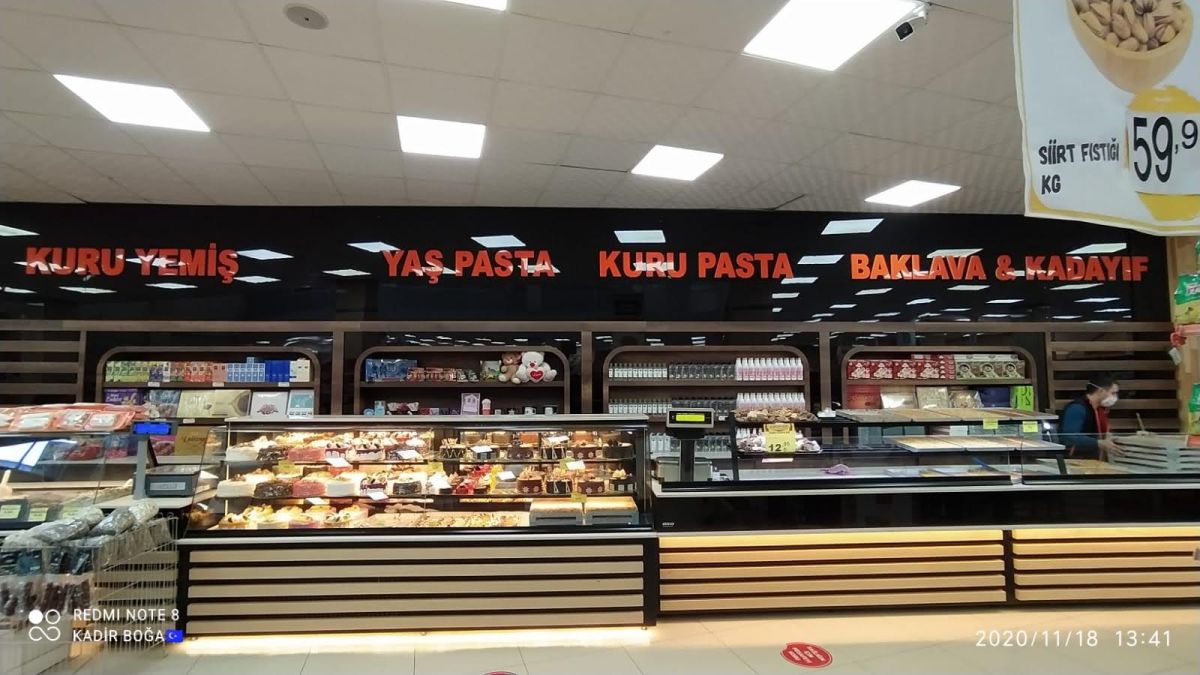 SİİRT FISTIĞI
KG
59,9
KURU YEMİŞ
YAŞ PASTA
KURU PASTA
BAKLAVA & KADAYIF
12
REDMI NOTE 8
KADİR BOĞA
2020/11/18 13:41